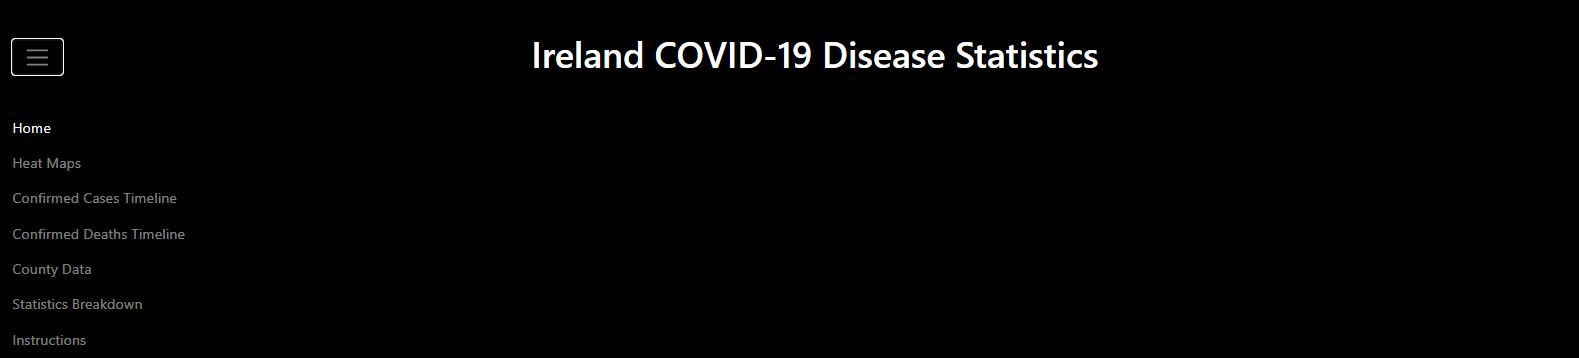 Ireland COVID-19 Disease Statistics
Home
Heat Maps
Confirmed Cases Timeline
Confirmed Deaths Timeline
County Data
Statistics Breakdown
Instructions